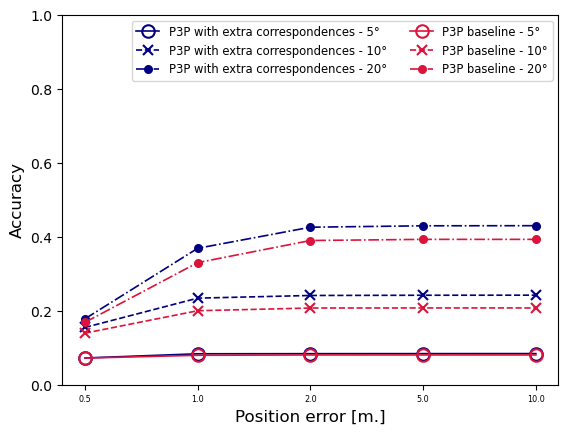 P3P with extra correspondences - 5°
P3P with extra correspondences - 10°
P3P with extra correspondences - 20°
P3P baseline - 5°
P3P baseline - 10°
P3P baseline - 20°
Accuracy
1.0
0.8
0.6
0.4
0.2
0.0
0.5 1.0 2.0 5.0 10.0
Position error [m.]